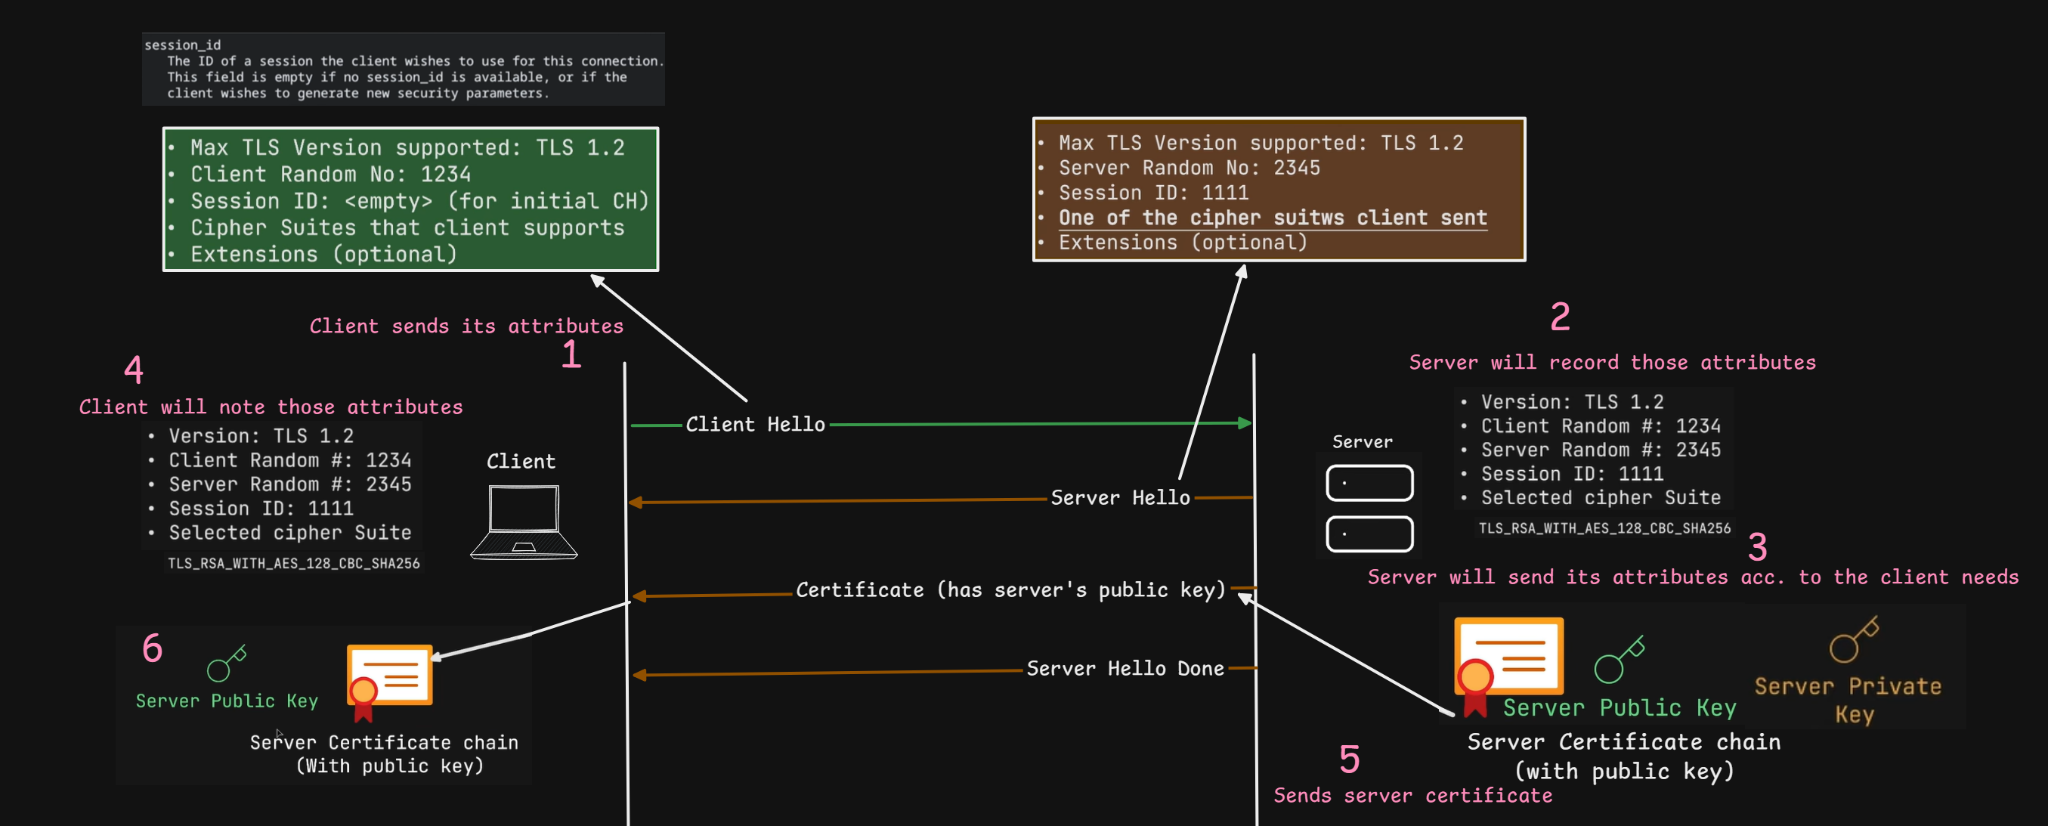 session_id
The ID of a session the client wishes to use for this connection.
This field is empty if no session_id is available, or if the
client wishes to generate new security parameters.
• Max TLS Version supported: TLS 1.2
• Client Random No: 1234
• Session ID: <empty> (for initial CH)
• Cipher Suites that client supports
• Extensions (optional)
• Max TLS Version supported: TLS 1.2
• Server Random No: 2345
• Session ID: 1111
• One of the cipher suitws client sent
• Extensions (optional)
Client sends its attributes
1
2
Server will record those attributes
• Version: TLS 1.2
• Client Random #: 1234
• Server Random #: 2345
• Session ID: 1111
• Selected cipher Suite
TLS_RSA_WITH_AES_128_CBC_SHA256
4
Client will note those attributes
• Version: TLS 1.2
• Client Random #: 1234
• Server Random #: 2345
• Session ID: 1111
• Selected cipher Suite
TLS_RSA_WITH_AES_128_CBC_SHA256
Client
Client Hello
Server
Server Hello
3
Server will send its attributes acc. to the client needs
Certificate (has server's public key)
Server Hello Done
6
Server Public Key
Server Certificate chain
(With public key)
Server Public Key
Server Private
Key
Server Certificate chain
(with public key)
5
Sends server certificate